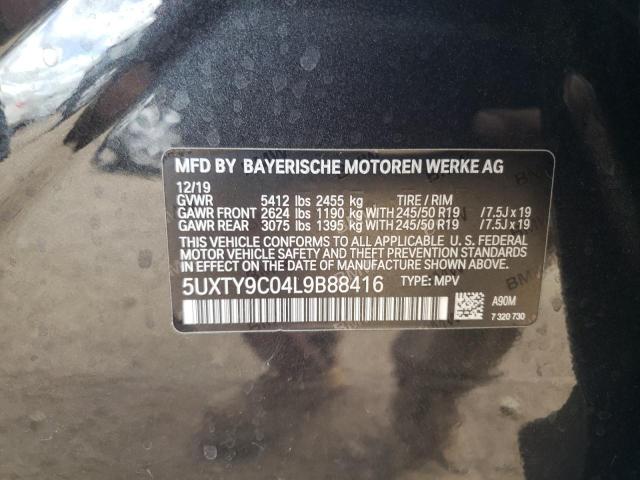 MFD BY BAYERISCHE MOTOREN WERKE AG
12/19
GVWR 5412 lbs 2455 kg TIRE / RIM
GAWR FRONT 2624 lbs 1190 kg WITH 245/50 R19 /7.5J x 19
GAWR REAR 3075 lbs 1395 kg WITH 245/50 R19 /7.5J x 19
THIS VEHICLE CONFORMS TO ALL APPLICABLE U. S. FEDERAL
MOTOR VEHICLE SAFETY AND THEFT PREVENTION
STANDARDS IN EFFECT ON THE DATE OF MANUFACTURE SHOWN ABOVE.
5UXTY9C04L9B88416 TYPE: MPV
A90M
7 320 730